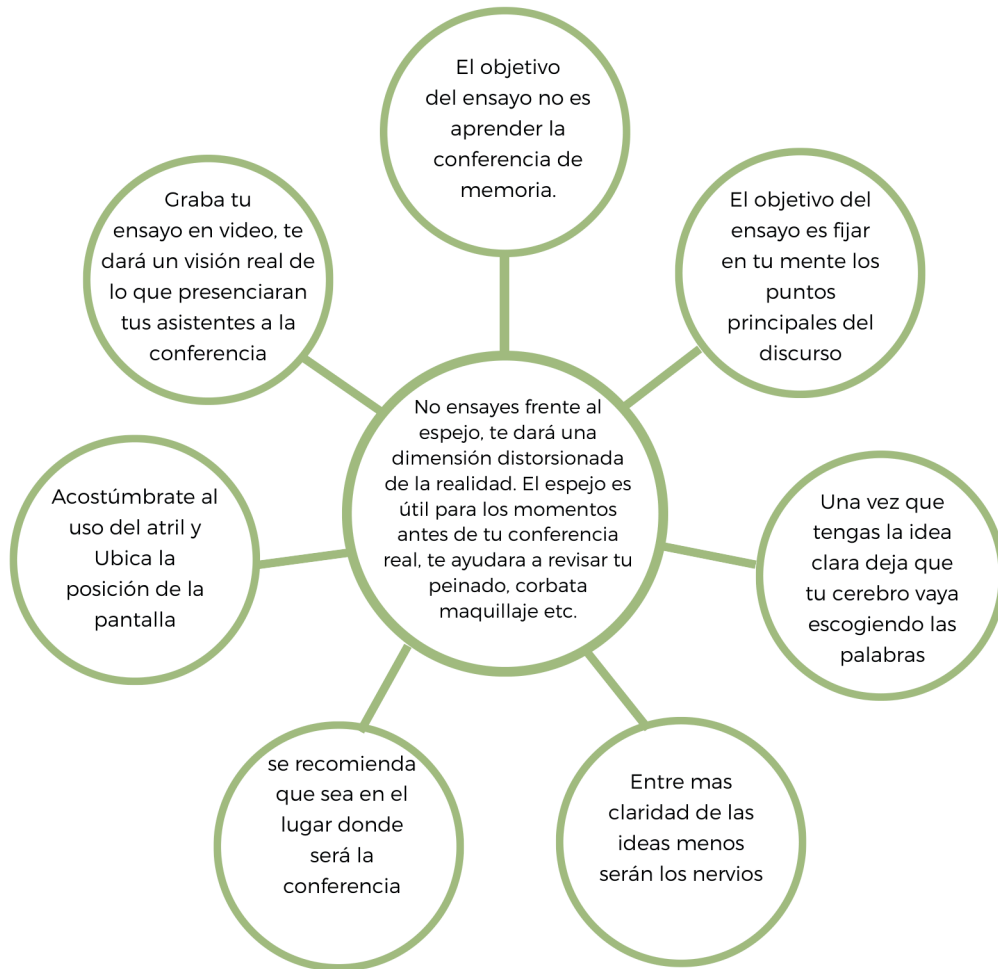 El objetivo
del ensayo no es
aprender la
conferencia de
memoria.
El objetivo del
ensayo es fijar
en tu mente los
puntos
principales del
discurso
Una vez que
tengas la idea
clara deja que
tu cerebro vaya
escogiendo las
palabras
Entre mas
claridad de las
ideas menos
serán los nervios
se recomienda
que sea en el
lugar donde
será la
conferencia
Acostúmbrate al
uso del atril y
Ubica la
posición de la
pantalla
Graba tu
ensayo en video, te
dará un visión real de
lo que presenciaran
tus asistentes a la
conferencia
No ensayes frente al
espejo, te dará una
dimensión distorsionada
de la realidad. El espejo es
útil para los momentos
antes de tu conferencia
real, te ayudara a revisar tu
peinado, corbata
maquillaje etc.